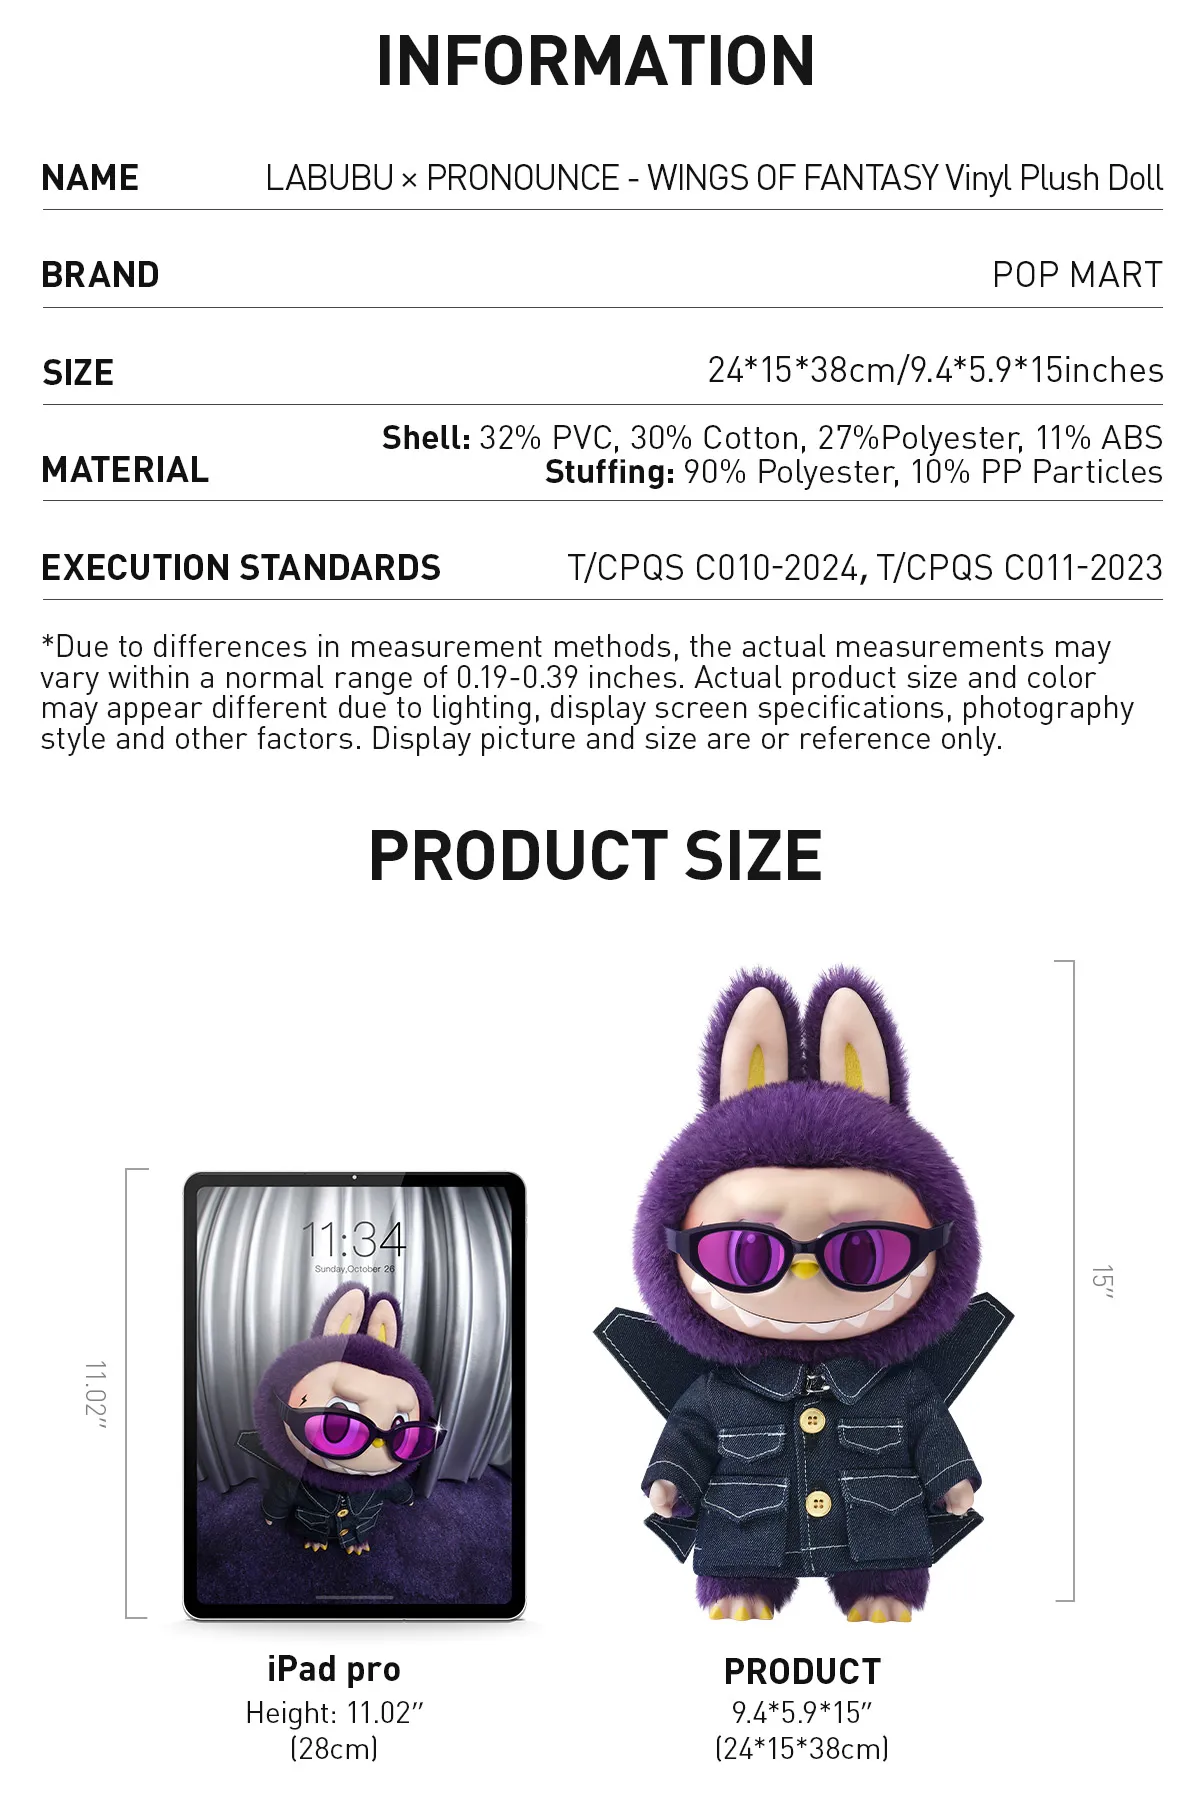 INFORMATION
NAME LABUBU × PRONOUNCE - WINGS OF FANTASY Vinyl Plush Doll
BRAND POP MART
SIZE 24*15*38cm/9.4*5.9*15inches
Shell: 32% PVC, 30% Cotton, 27%Polyester, 11% ABS
MATERIAL Stuffing: 90% Polyester, 10% PP Particles
EXECUTION STANDARDS T/CPQS C010-2024, T/CPQS C011-2023
*Due to differences in measurement methods, the actual measurements may
vary within a normal range of 0.19-0.39 inches. Actual product size and color
may appear different due to lighting, display screen specifications, photography
style and other factors. Display picture and size are or reference only.
PRODUCT SIZE
11:34
Sunday,October 26
11.02″
15″
iPad pro
Height: 11.02″
(28cm)
PRODUCT
9.4*5.9*15″
(24*15*38cm)